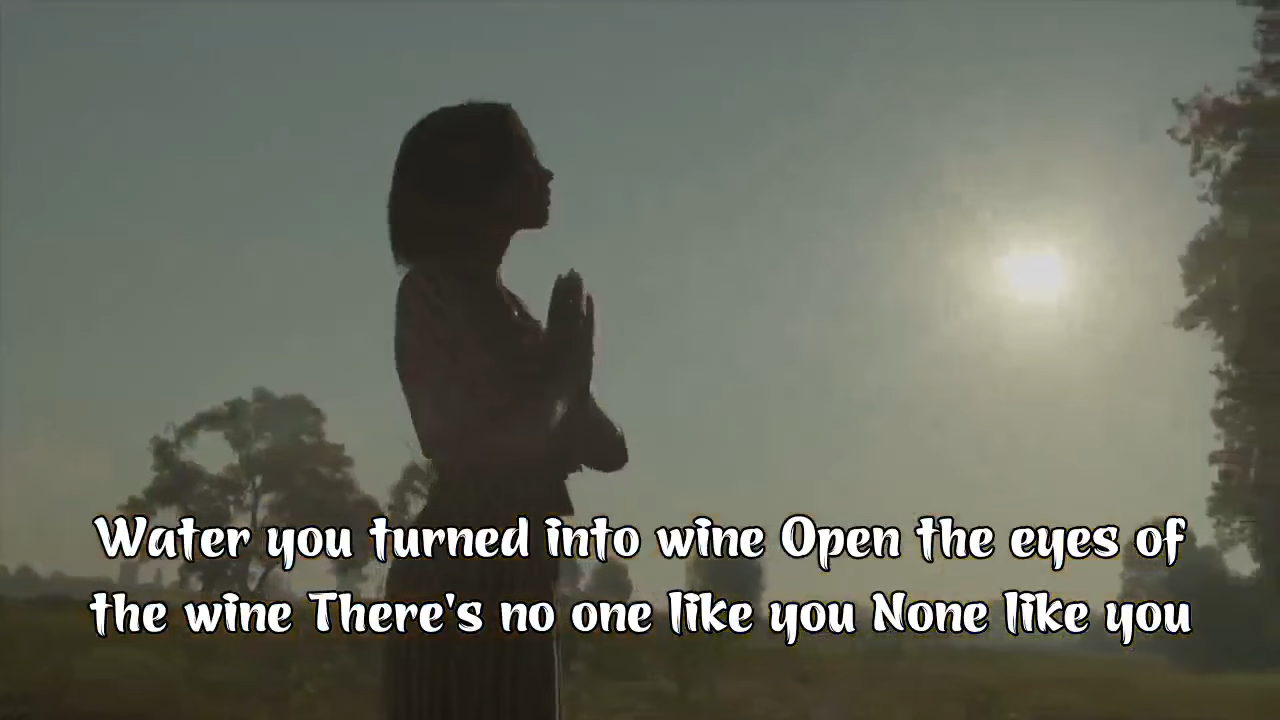 Water you turned into wine Open the eyes of
the wine There's no one like you None like you